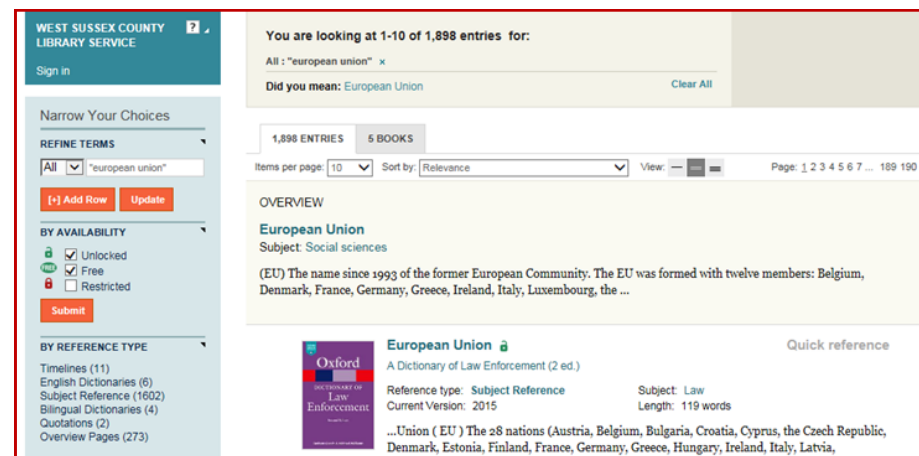 WEST SUSSEX COUNTY
LIBRARY SERVICE
?
Sign in
Narrow Your Choices
REFINE TERMS
All "european union"
[+] Add Row Update
BY AVAILABILITY
Unlocked
FREE Free
Restricted
Submit
BY REFERENCE TYPE
Timelines (11)
English Dictionaries (6)
Subject Reference (1602)
Bilingual Dictionaries (4)
Quotations (2)
Overview Pages (273)
You are looking at 1-10 of 1,898 entries for:
All : "european union" x
Did you mean: European Union Clear All
1,898 ENTRIES 5 BOOKS
Items per page: 10 Sort by: Relevance View: Page: 1 2 3 4 5 6 7 ... 189 190
OVERVIEW
European Union
Subject: Social sciences
(EU) The name since 1993 of the former European Community. The EU was formed with twelve members: Belgium,
Denmark, France, Germany, Greece, Ireland, Italy, Luxembourg, the ...
Oxford
DICTIONARY OF
Law
Enforcement
European Union Quick reference
A Dictionary of Law Enforcement (2 ed.)
Reference type: Subject Reference Subject: Law
Current Version: 2015 Length: 119 words
...Union ( EU ) The 28 nations (Austria, Belgium, Bulgaria, Croatia, Cyprus, the Czech Republic,
Denmark, Estonia, Finland, France, Germany, Greece, Hungary, Ireland, Italy, Latvia,